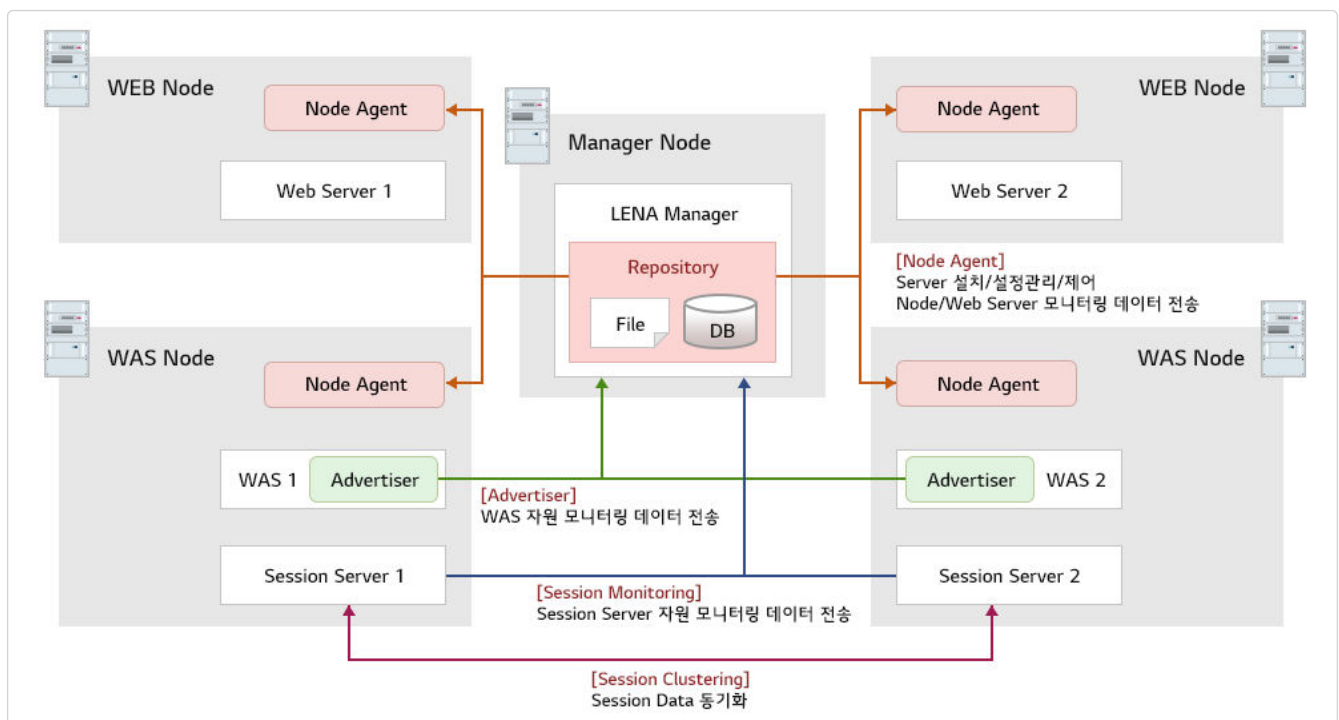 WEB Node
Node Agent
Web Server 1
Manager Node
LENA Manager
Repository
File
DB
WEB Node
Node Agent
Web Server 2
[Node Agent]
Server 설치/설정관리/제어
Node/Web Server 모니터링 데이터 전송
WAS Node
Node Agent
WAS 1
Advertiser
Session Server 1
[Advertiser]
WAS 자원 모니터링 데이터 전송
WAS Node
Node Agent
Advertiser
WAS 2
Session Server 2
[Session Monitoring]
Session Server 자원 모니터링 데이터 전송
[Session Clustering]
Session Data 동기화